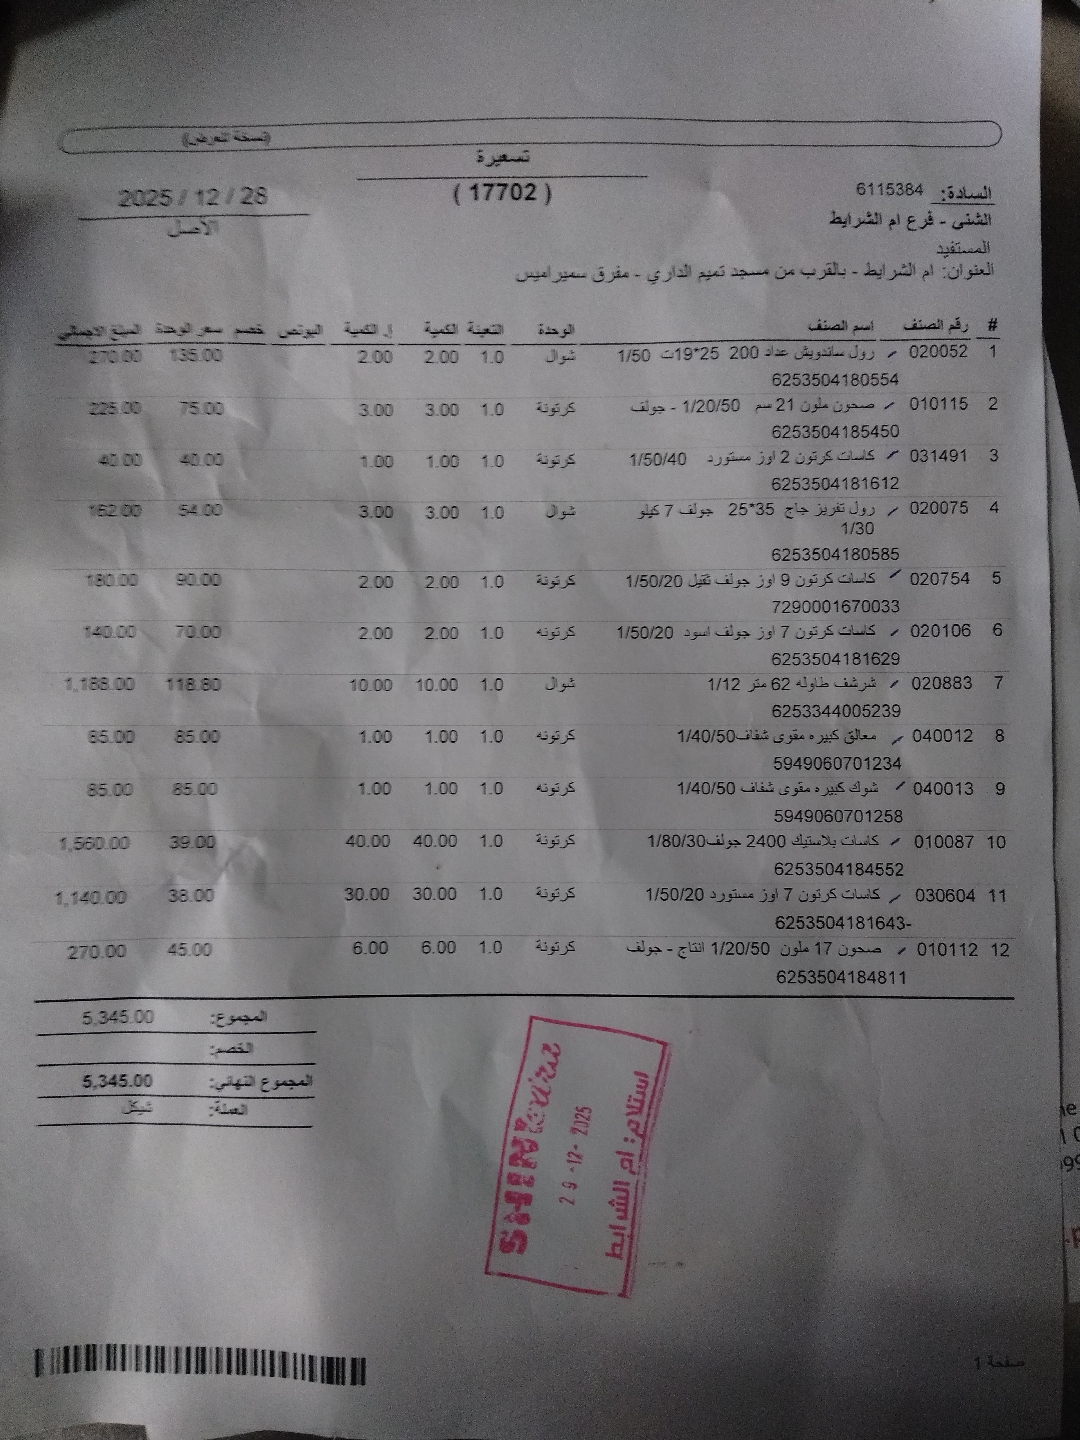 (نسخة للعرض)
تسعيرة
( 17702 )
2025 / 12 / 28
الأصل
السادة: 6115384
الشني - فرع ام الشرايط
المستفيد
العنوان: ام الشرايط - بالقرب من مسجد تميم الداري - مفرق سميراميس
# رقم الصنف اسم الصنف الوحدة التعبئة الكمية إ. الكمية البونص خصم سعر الوحدة المبلغ الاجمالي
1 020052 رول ساندويش عداد 200 25*19ت 1/50 شوال 1.0 2.00 2.00 135.00 270.00
6253504180554
2 010115 صحون ملون 21 سم 1/20/50 - جولف كرتونة 1.0 3.00 3.00 75.00 225.00
6253504185450
3 031491 كاسات كرتون 2 اوز مستورد 1/50/40 كرتونة 1.0 1.00 1.00 40.00 40.00
6253504181612
4 020075 رول تفريز جاج 35*25 جولف 7 كيلو شوال 1.0 3.00 3.00 54.00 162.00
1/30
6253504180585
5 020754 كاسات كرتون 9 اوز جولف ثقيل 1/50/20 كرتونة 1.0 2.00 2.00 90.00 180.00
7290001670033
6 020106 كاسات كرتون 7 اوز جولف اسود 1/50/20 كرتونه 1.0 2.00 2.00 70.00 140.00
6253504181629
7 020883 شرشف طاوله 62 متر 1/12 شوال 1.0 10.00 10.00 118.80 1,188.00
6253344005239
8 040012 معالق كبيره مقوى شفاف1/40/50 كرتونه 1.0 1.00 1.00 85.00 85.00
5949060701234
9 040013 شوك كبيره مقوى شفاف 1/40/50 كرتونه 1.0 1.00 1.00 85.00 85.00
5949060701258
10 010087 كاسات بلاستيك 2400 جولف1/80/30 كرتونة 1.0 40.00 40.00 39.00 1,560.00
6253504184552
11 030604 كاسات كرتون 7 اوز مستورد 1/50/20 كرتونة 1.0 30.00 30.00 38.00 1,140.00
6253504181643-
12 010112 صحون 17 ملون 1/20/50 انتاج - جولف كرتونة 1.0 6.00 6.00 45.00 270.00
6253504184811
المجموع: 5,345.00
الخصم:
المجموع النهائي: 5,345.00
العملة: شيكل
SHINI
29 -12- 2025
استلام: ام الشرايط
صفحة 1